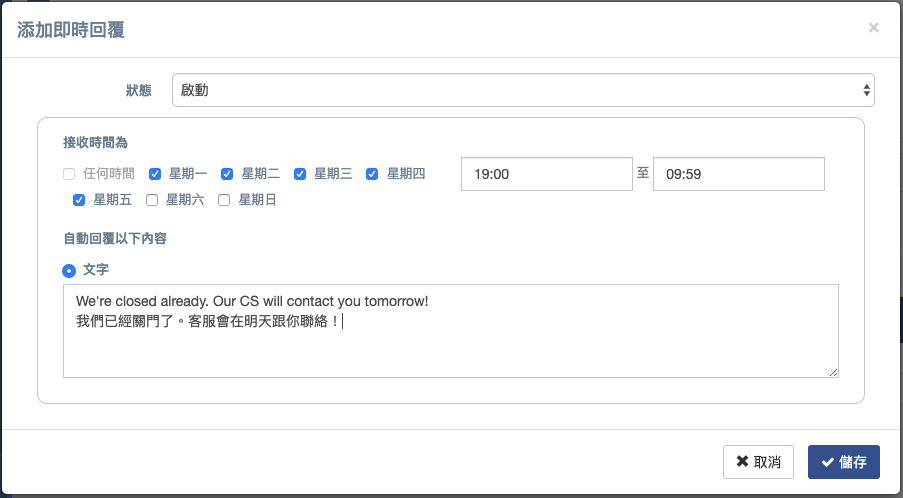 添加即時回覆
×
狀態
啟動
接收時間為
任何時間 星期一 星期二 星期三 星期四 19:00 至 09:59
星期五 星期六 星期日
自動回覆以下內容
文字
We're closed already. Our CS will contact you tomorrow!
我們已經關門了。客服會在明天跟你聯絡！
取消 儲存